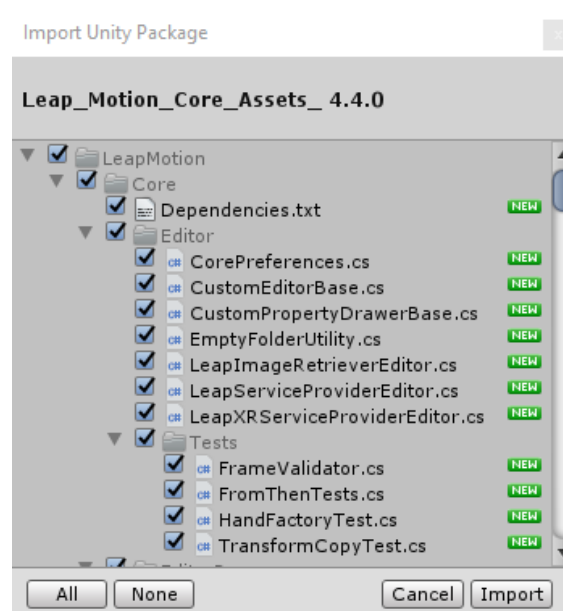 Import Unity Package
Leap_Motion_Core_Assets_ 4.4.0
LeapMotion
Core
Dependencies.txt NEW
Editor
c# CorePreferences.cs NEW
c# CustomEditorBase.cs NEW
c# CustomPropertyDrawerBase.cs NEW
c# EmptyFolderUtility.cs NEW
c# LeapImageRetrieverEditor.cs NEW
c# LeapServiceProviderEditor.cs NEW
c# LeapXRServiceProviderEditor.cs NEW
Tests
c# FrameValidator.cs NEW
c# FromThenTests.cs NEW
c# HandFactoryTest.cs NEW
c# TransformCopyTest.cs NEW
All None Cancel Import